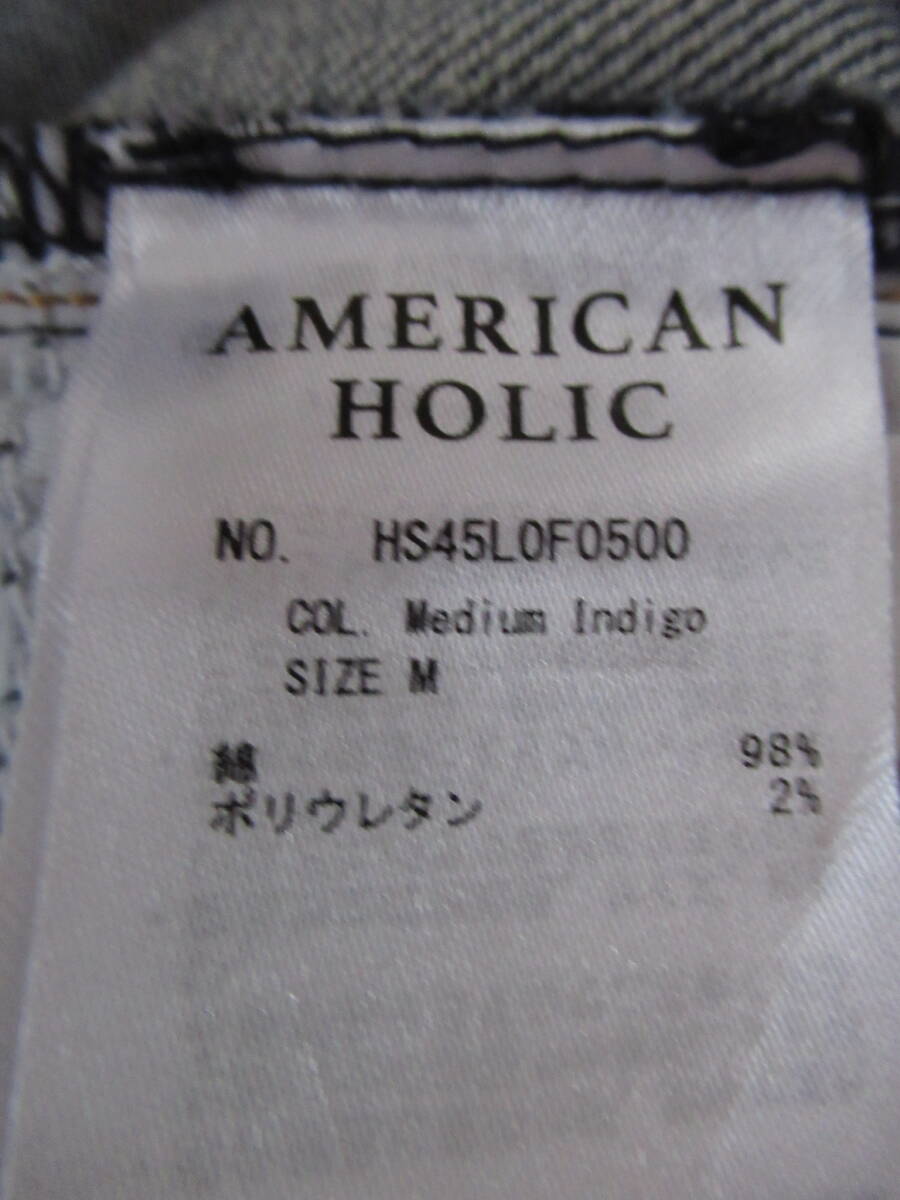 AMERICAN
HOLIC
NO. HS45L0F0500
COL. Medium Indigo
SIZE M
綿 98%
ポリウレタン 2%